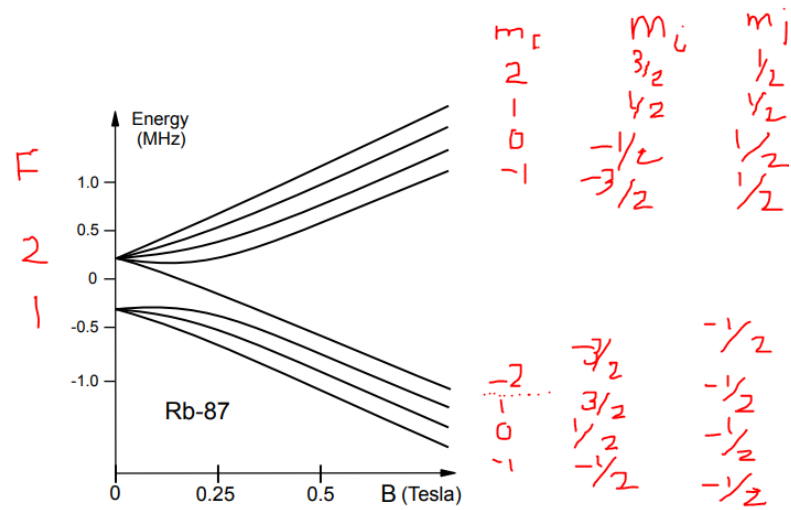 m_F m_i m_j
2 3/2 1/2
1 1/2 1/2
0 -1/2 1/2
-1 -3/2 1/2
Energy
(MHz)
F
1.0
0.5
2
0
1
-0.5
-1.0
-2 -3/2 -1/2
1 3/2 -1/2
0 1/2 -1/2
-1 -1/2 -1/2
Rb-87
0 0.25 0.5 B (Tesla)